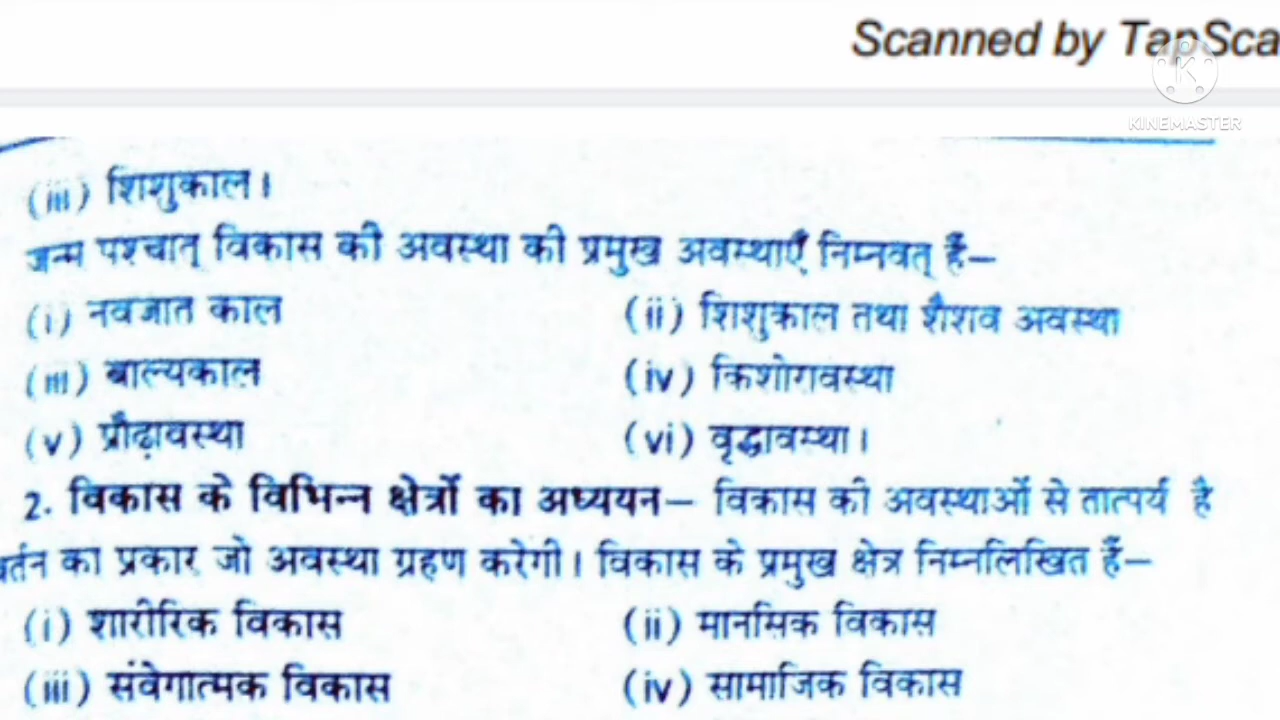 Scanned by TapSca
KINEMASTER
(iii) शिशुकाल।
जन्म पश्चात् विकास की अवस्था की प्रमुख अवस्थाएँ निम्नवत् हैं–
(i) नवजात काल (ii) शिशुकाल तथा शैशव अवस्था
(iii) बाल्यकाल (iv) किशोरावस्था
(v) प्रौढ़ावस्था (vi) वृद्धावस्था।
2. विकास के विभिन्न क्षेत्रों का अध्ययन– विकास की अवस्थाओं से तात्पर्य है
र्तन का प्रकार जो अवस्था ग्रहण करेगी। विकास के प्रमुख क्षेत्र निम्नलिखित हैं–
(i) शारीरिक विकास (ii) मानसिक विकास
(iii) संवेगात्मक विकास (iv) सामाजिक विकास